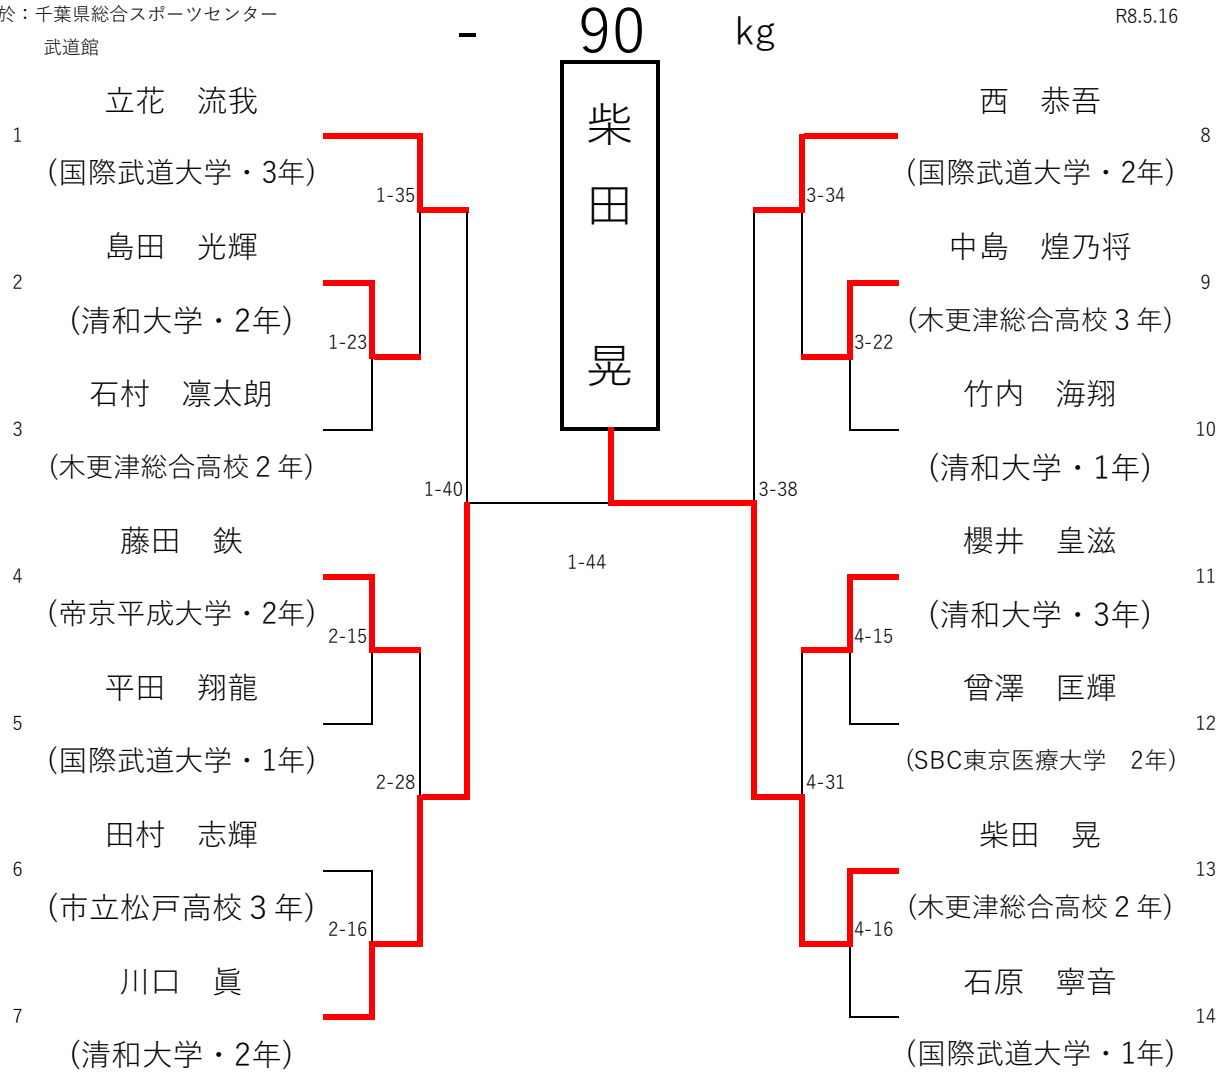 於：千葉県総合スポーツセンター
武道館
- 90 kg
R8.5.16
柴田　晃
1
立花　流我
(国際武道大学・3年)
1-35
2
島田　光輝
(清和大学・2年)
1-23
3
石村　凛太朗
(木更津総合高校２年)
1-40
4
藤田　鉄
(帝京平成大学・2年)
2-15
5
平田　翔龍
(国際武道大学・1年)
2-28
6
田村　志輝
(市立松戸高校３年)
2-16
7
川口　眞
(清和大学・2年)
1-44
8
西　恭吾
(国際武道大学・2年)
3-34
9
中島　煌乃将
(木更津総合高校３年)
3-22
10
竹内　海翔
(清和大学・1年)
3-38
11
櫻井　皇滋
(清和大学・3年)
4-15
12
曾澤　匡輝
(SBC東京医療大学　2年)
4-31
13
柴田　晃
(木更津総合高校２年)
4-16
14
石原　寧音
(国際武道大学・1年)